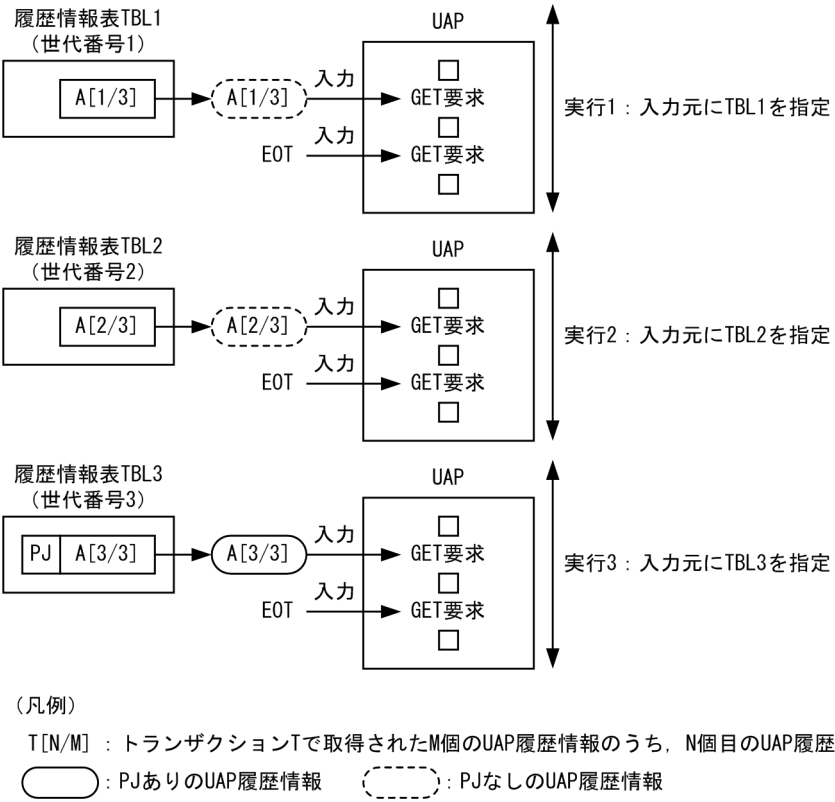 履歴情報表TBL1
（世代番号1）
UAP
A[1/3]
A[1/3]
入力
GET要求
入力
EOT
GET要求
実行1：入力元にTBL1を指定
履歴情報表TBL2
（世代番号2）
UAP
A[2/3]
A[2/3]
入力
GET要求
入力
EOT
GET要求
実行2：入力元にTBL2を指定
履歴情報表TBL3
（世代番号3）
UAP
PJ
A[3/3]
A[3/3]
入力
GET要求
入力
EOT
GET要求
実行3：入力元にTBL3を指定
（凡例）
T[N/M]：トランザクションTで取得されたM個のUAP履歴情報のうち，N個目のUAP履歴
：PJありのUAP履歴情報
：PJなしのUAP履歴情報